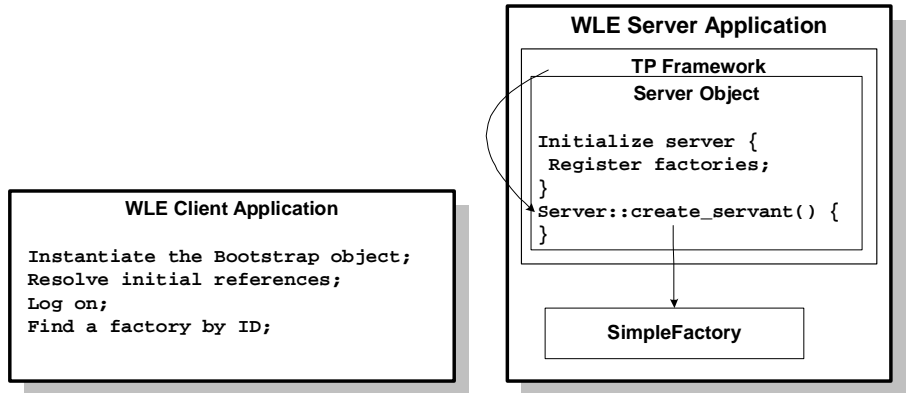 WLE Client Application
Instantiate the Bootstrap object;
Resolve initial references;
Log on;
Find a factory by ID;
WLE Server Application
TP Framework
Server Object
Initialize server {
Register factories;
}
Server::create_servant() {
}
SimpleFactory